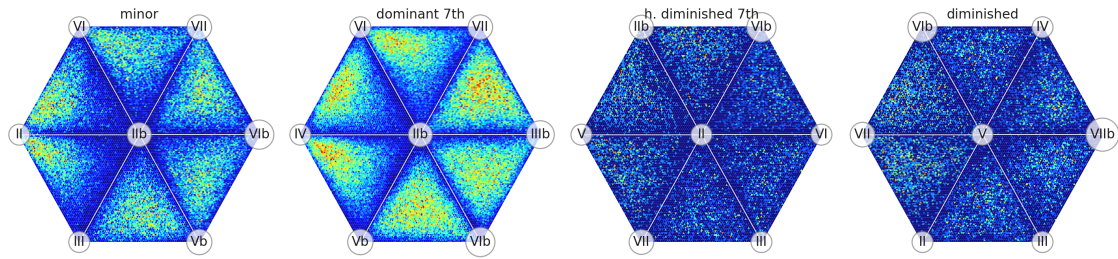 minor dominant 7th h. diminished 7th diminished
VI VII VI VII IIb VIb VIb IV
II IIb VIb IV IIb IIIb V II VI VII V VIIb
III Vb Vb VIb VII III II III